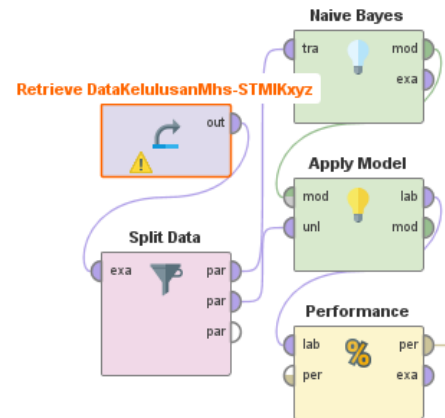 Naive Bayes
tra
mod
exa
Retrieve DataKelulusanMhs-STMIKxyz
out
Apply Model
mod
lab
unl
mod
Split Data
exa
par
par
par
Performance
lab
per
per
exa